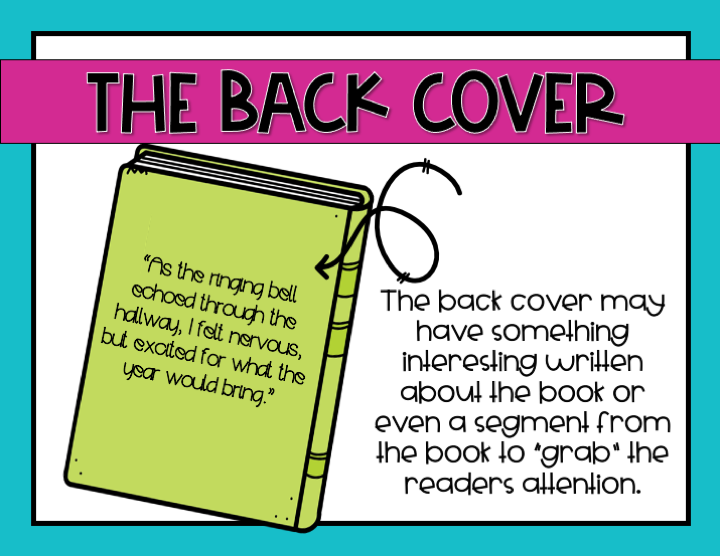 THE BACK COVER
"As the ringing bell
echoed through the
hallway, I felt nervous,
but excited for what the
year would bring."
The back cover may
have something
interesting written
about the book or
even a segment from
the book to "grab" the
readers attention.